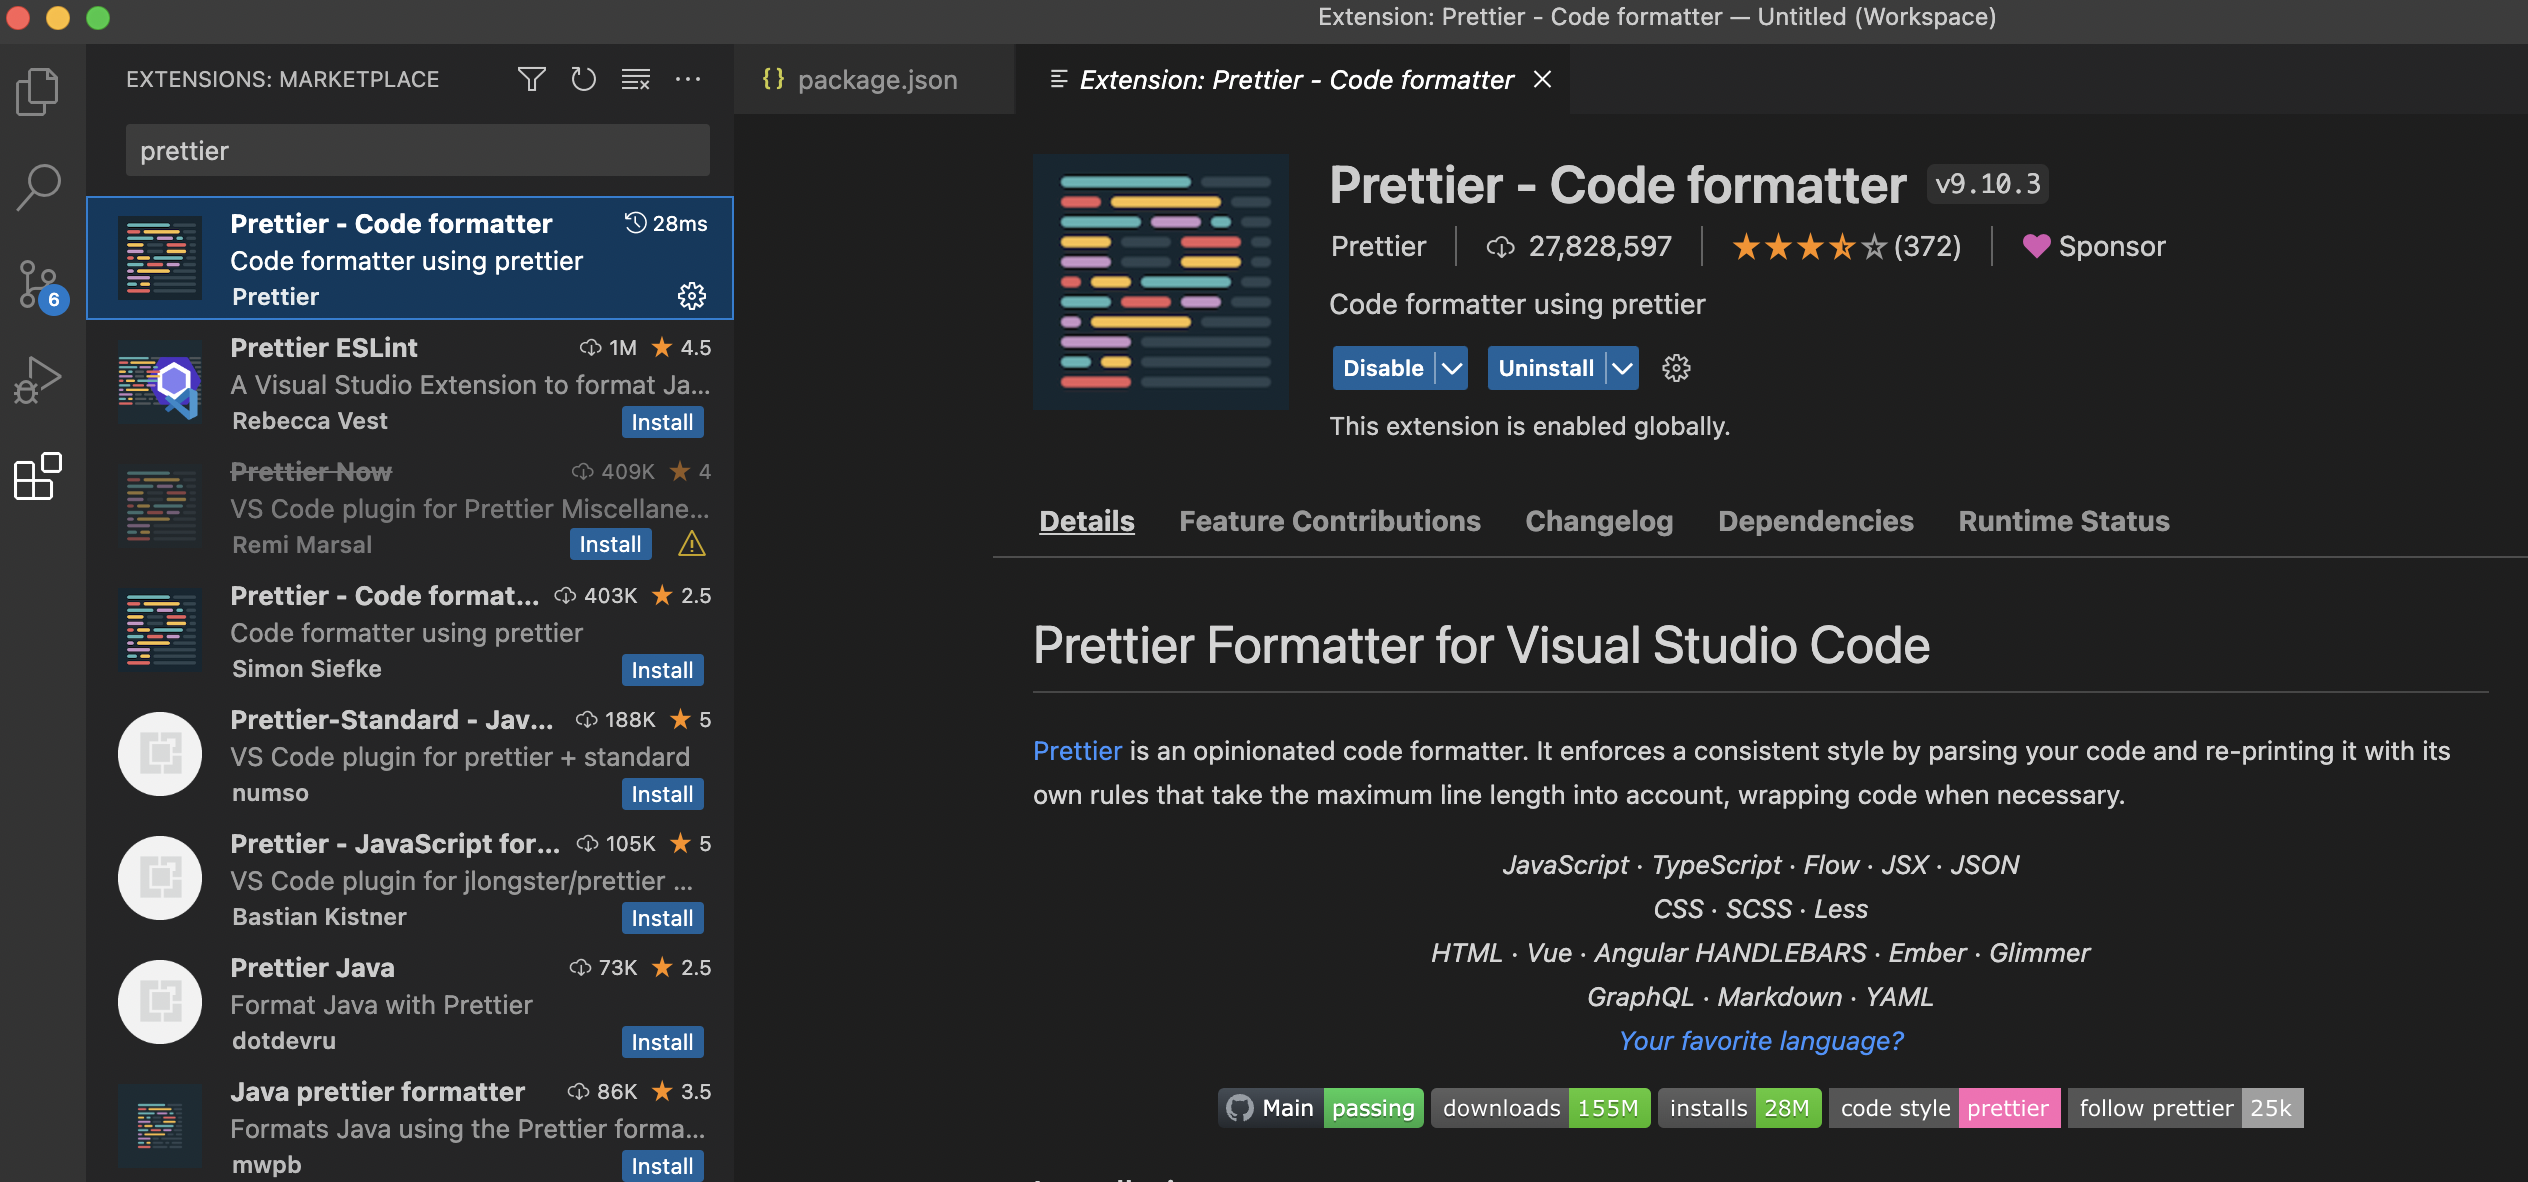 Extension: Prettier - Code formatter — Untitled (Workspace)
EXTENSIONS: MARKETPLACE
prettier
Prettier - Code formatter 28ms
Code formatter using prettier
Prettier
6
Prettier ESLint 1M 4.5
A Visual Studio Extension to format Ja...
Rebecca Vest Install
Prettier Now 409K 4
VS Code plugin for Prettier Miscellane...
Remi Marsal Install
Prettier - Code format... 403K 2.5
Code formatter using prettier
Simon Siefke Install
Prettier-Standard - Jav... 188K 5
VS Code plugin for prettier + standard
numso Install
Prettier - JavaScript for... 105K 5
VS Code plugin for jlongster/prettier ...
Bastian Kistner Install
Prettier Java 73K 2.5
Format Java with Prettier
dotdevru Install
Java prettier formatter 86K 3.5
Formats Java using the Prettier forma...
mwpb Install
{} package.json
Extension: Prettier - Code formatter
Prettier - Code formatter v9.10.3
Prettier 27,828,597 (372) Sponsor
Code formatter using prettier
Disable Uninstall
This extension is enabled globally.
Details Feature Contributions Changelog Dependencies Runtime Status
Prettier Formatter for Visual Studio Code
Prettier is an opinionated code formatter. It enforces a consistent style by parsing your code and re-printing it with its
own rules that take the maximum line length into account, wrapping code when necessary.
JavaScript · TypeScript · Flow · JSX · JSON
CSS · SCSS · Less
HTML · Vue · Angular HANDLEBARS · Ember · Glimmer
GraphQL · Markdown · YAML
Your favorite language?
Main passing downloads 155M installs 28M code style prettier follow prettier 25k